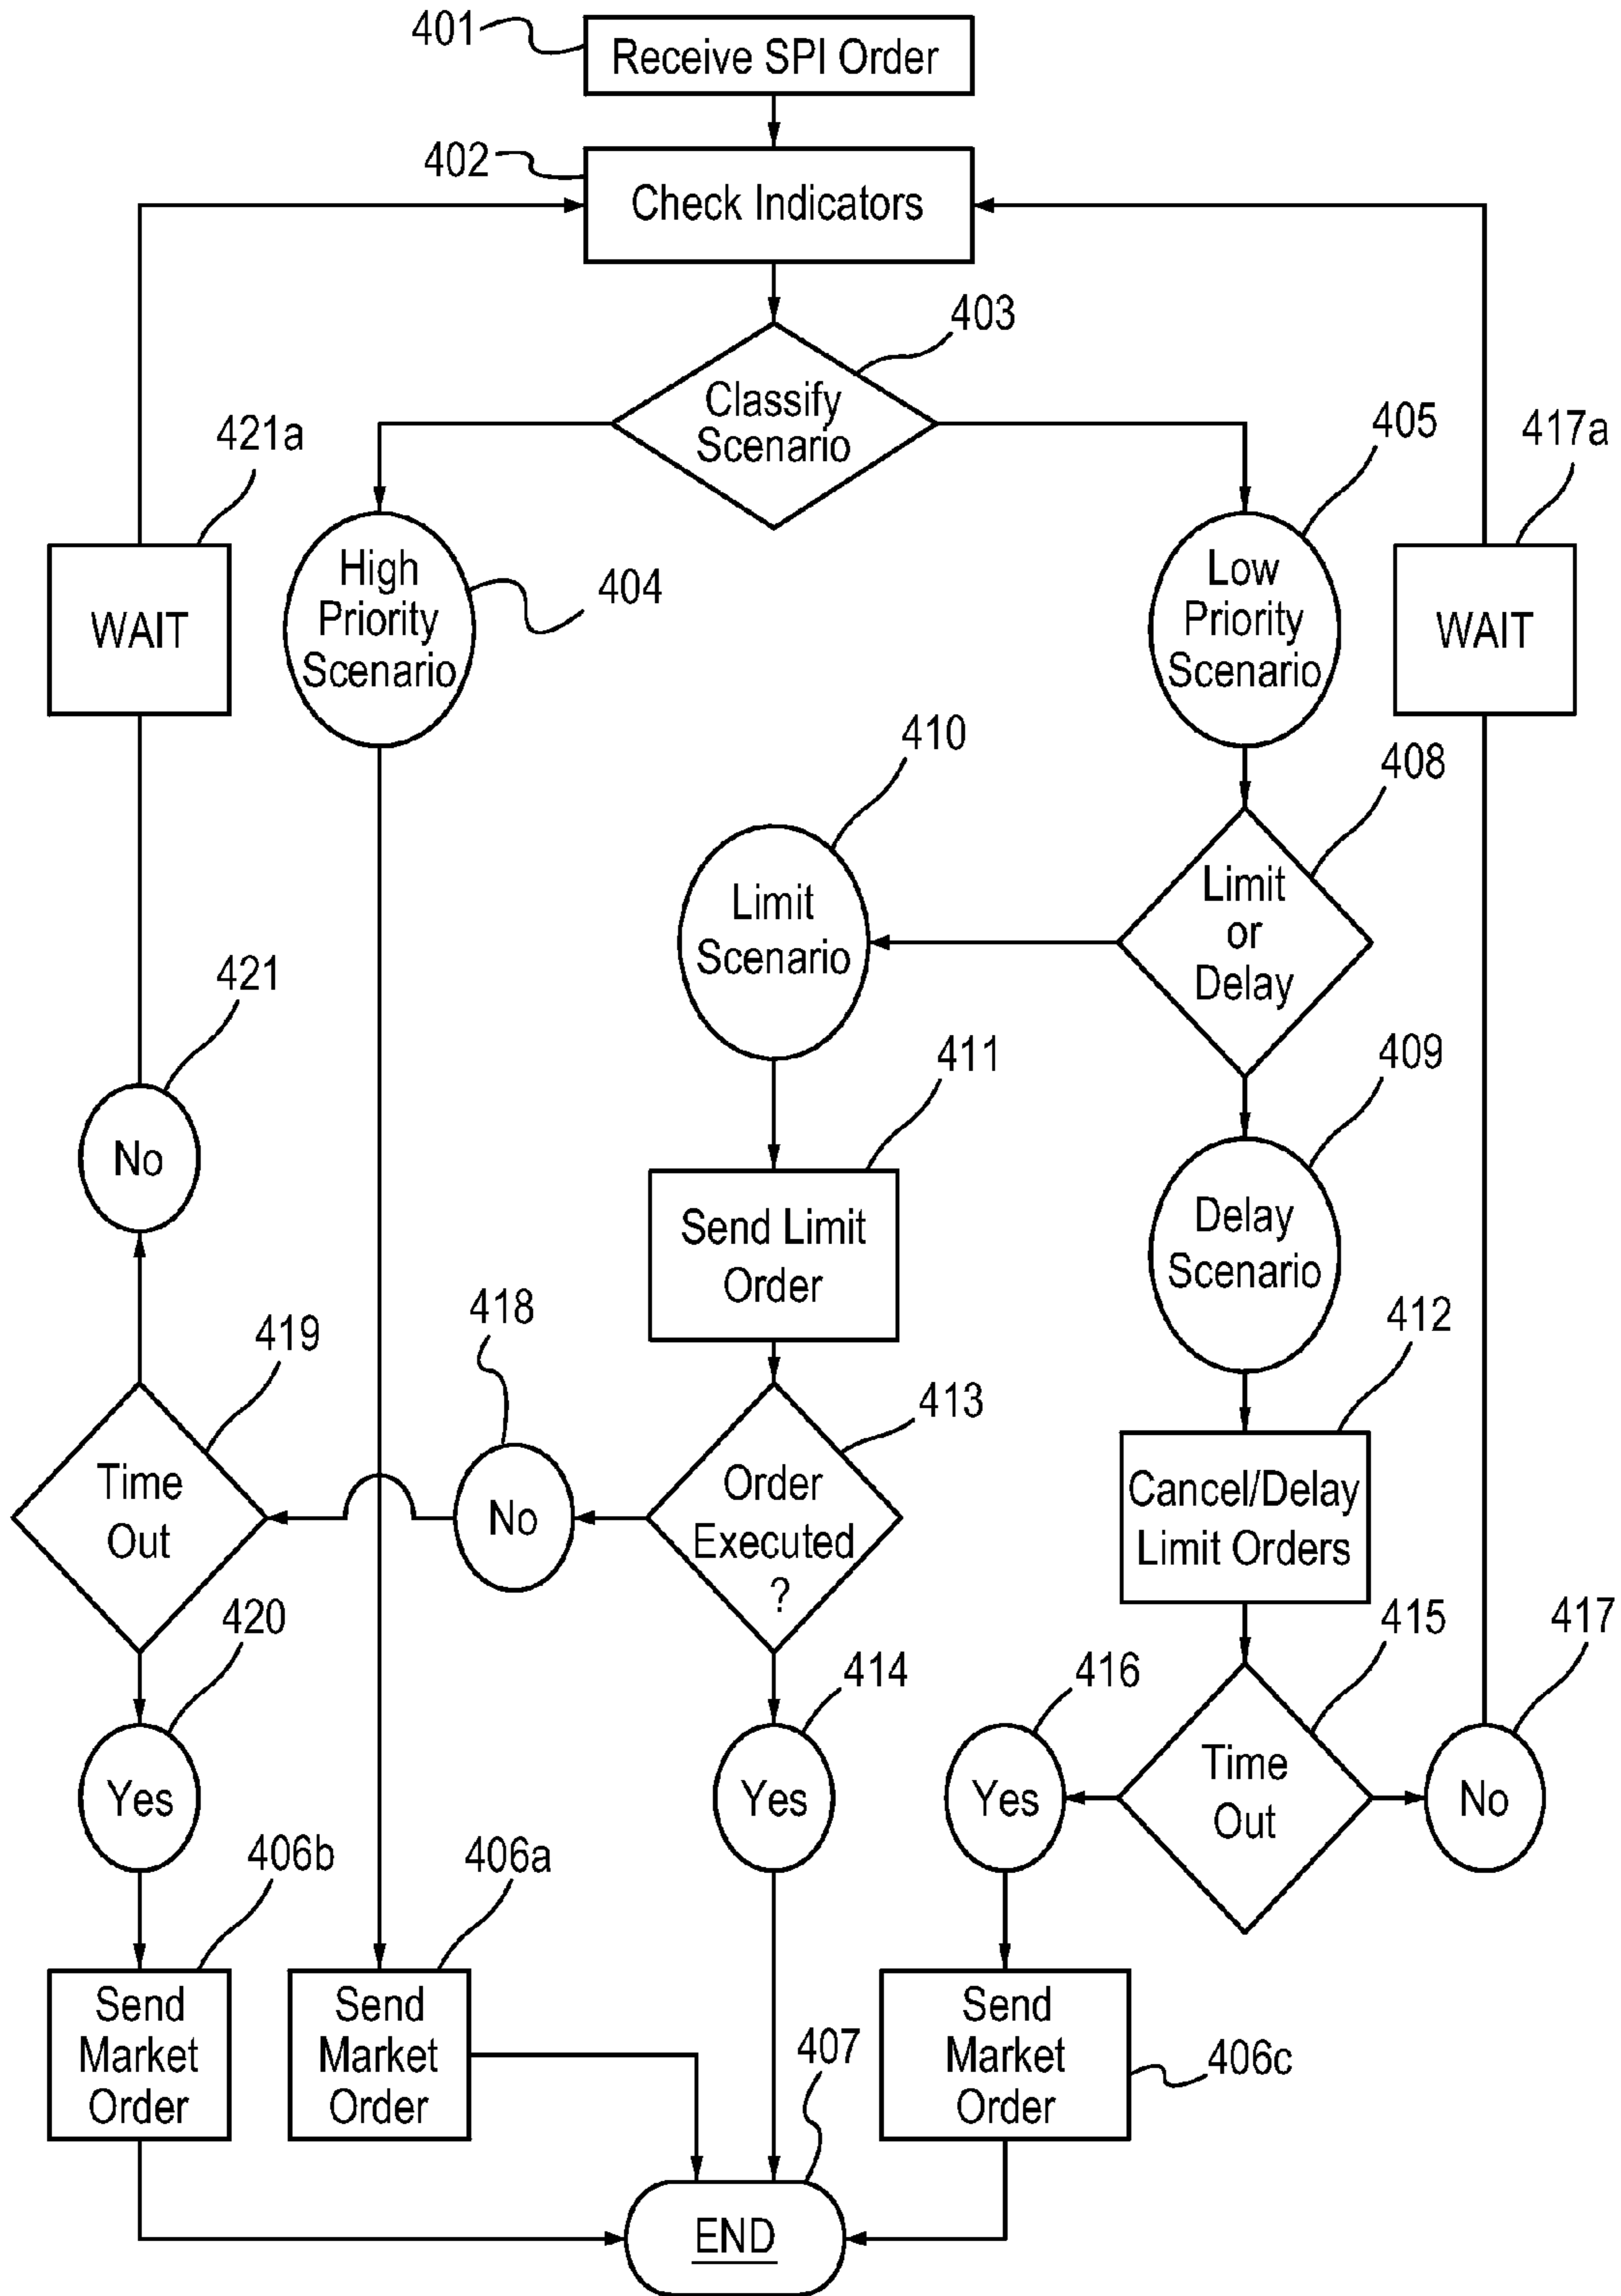 401
Receive SPI Order
402
Check Indicators
403
Classify
Scenario
421a
405
417a
WAIT
High
Priority
Scenario
404
Low
Priority
Scenario
WAIT
410
408
Limit
Scenario
Limit
or
Delay
421
No
411
409
Send Limit
Order
Delay
Scenario
419
418
413
412
Time
Out
No
Order
Executed
?
Cancel/Delay
Limit Orders
420
414
416
415
417
Yes
Yes
Yes
Time
Out
No
406b
406a
Send
Market
Order
Send
Market
Order
407
Send
Market
Order
406c
END